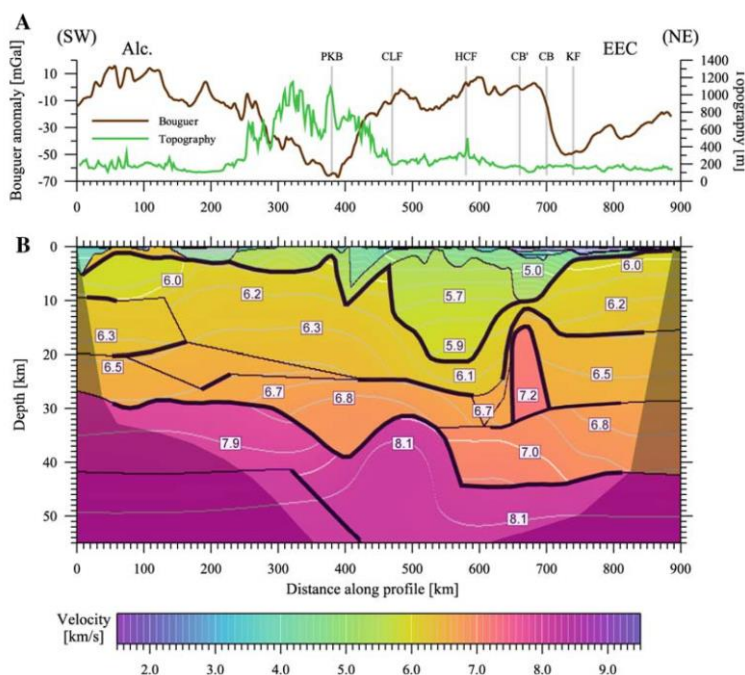 A
(SW) Alc. PKB CLF HCF CB' CB KF EEC (NE)
Bouguer anomaly [mGal]
10
-10
-30
-50
-70
Bouguer
Topography
1400
1200
1000
800
600
400
200
0
Topography [m]
0 100 200 300 400 500 600 700 800 900
B
Depth [km]
0
10
20
30
40
50
6.0 5.0 6.0
6.2 5.7 6.2
6.3 6.3 5.9
6.5 6.1 6.5
6.7 6.8 6.7 7.2 6.8
7.9 8.1 7.0
8.1
0 100 200 300 400 500 600 700 800 900
Distance along profile [km]
Velocity
[km/s]
2.0 3.0 4.0 5.0 6.0 7.0 8.0 9.0